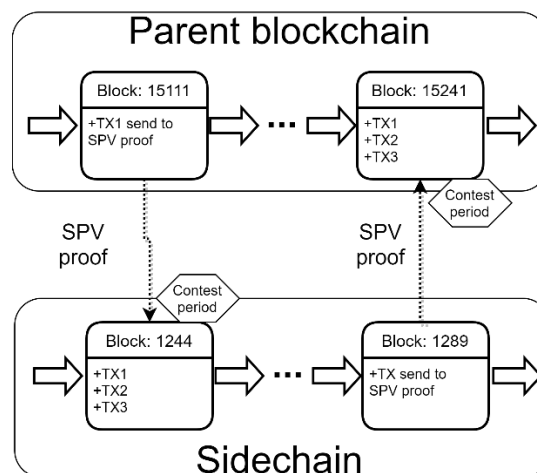 Parent blockchain
Block: 15111
+TX1 send to
SPV proof
...
Block: 15241
+TX1
+TX2
+TX3
Contest
period
SPV
proof
SPV
proof
Contest
period
Block: 1244
+TX1
+TX2
+TX3
...
Block: 1289
+TX send to
SPV proof
Sidechain